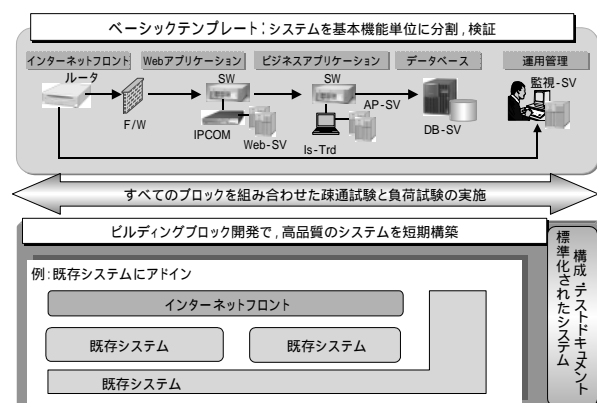 ベーシックテンプレート:システムを基本機能単位に分割,検証
インターネットフロント
Webアプリケーション
ビジネスアプリケーション
データベース
運用管理
ルータ
SW
SW
監視-SV
AP-SV
F/W
IPCOM
Web-SV
Is-Trd
DB-SV
すべてのブロックを組み合わせた疎通試験と負荷試験の実施
ビルディングブロック開発で,高品質のシステムを短期構築
例:既存システムにアドイン
インターネットフロント
既存システム
既存システム
既存システム
標準化されたシステム
構成・テストドキュメント